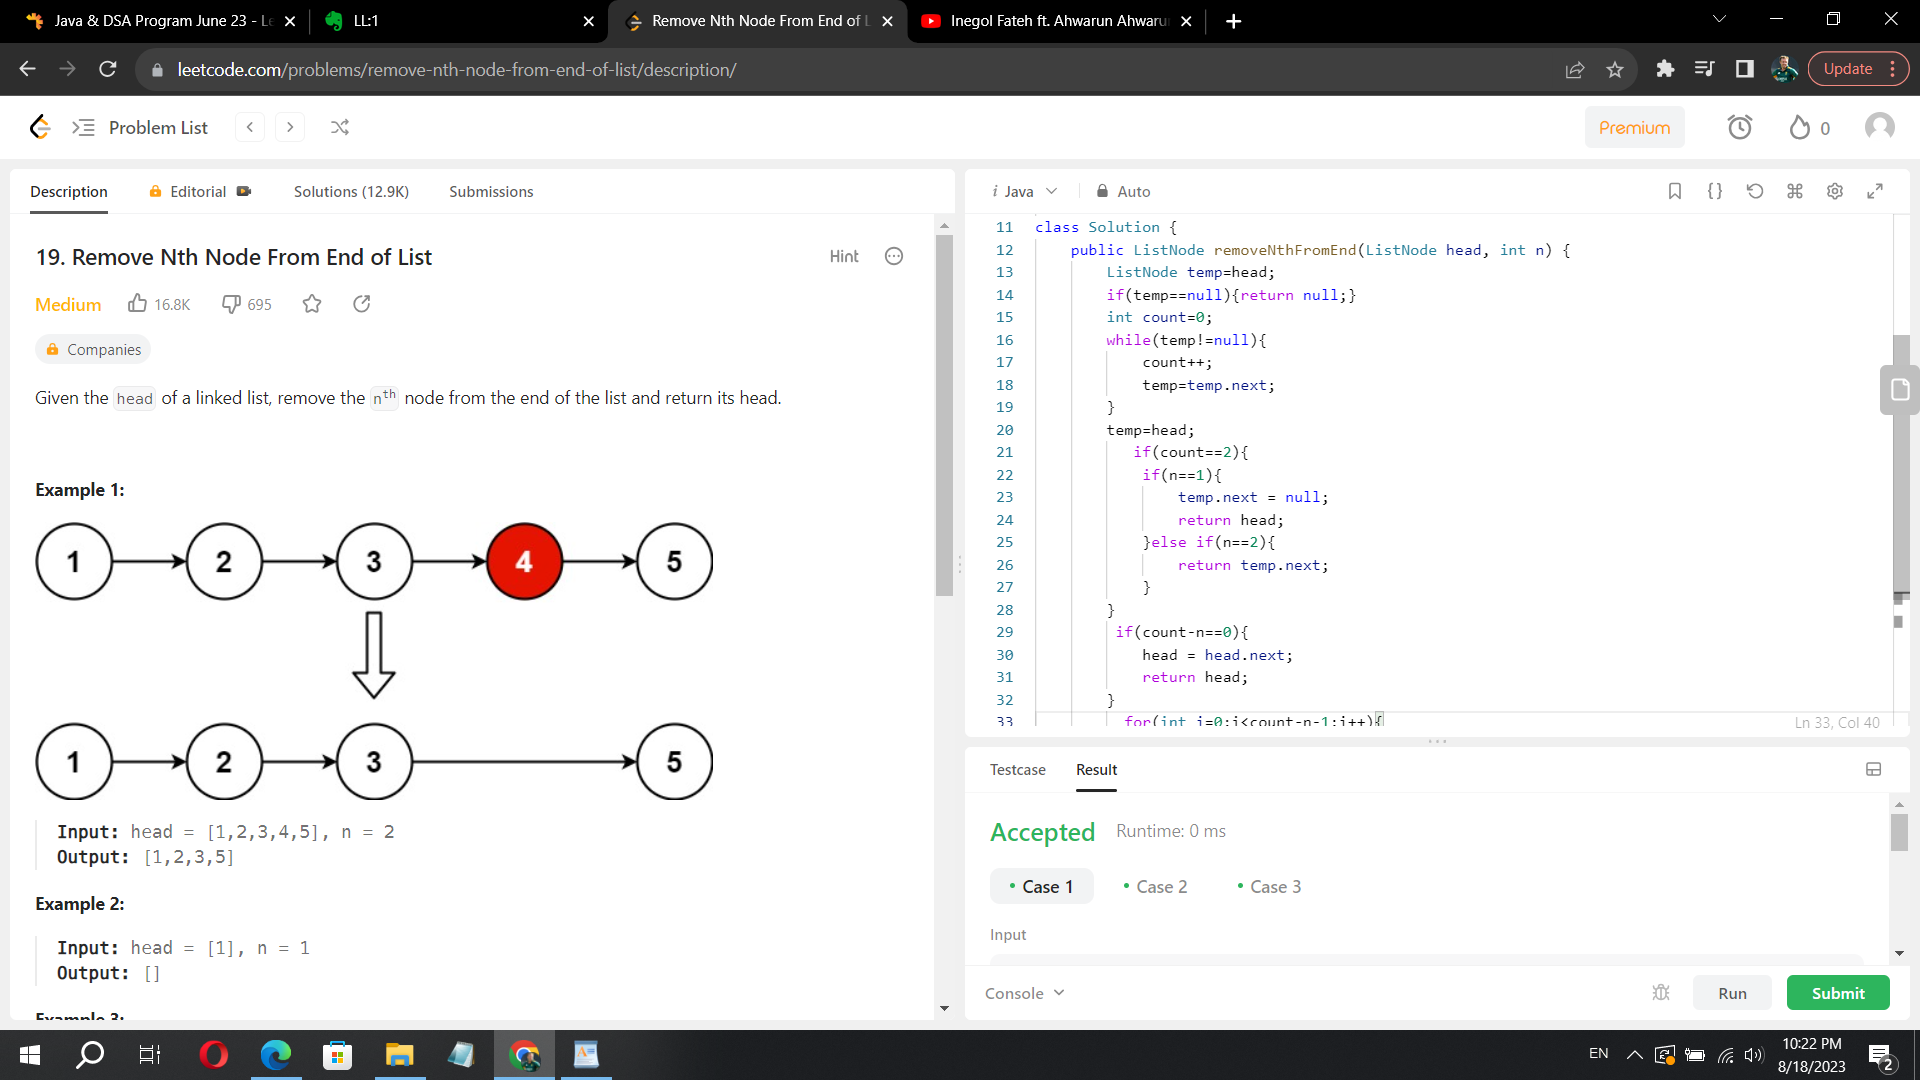 Java & DSA Program June 23 - Le
LL:1
Remove Nth Node From End of L
Inegol Fateh ft. Ahwarun Ahwaru
leetcode.com/problems/remove-nth-node-from-end-of-list/description/
Update
Problem List
Premium
0
Description
Editorial
Solutions (12.9K)
Submissions
19. Remove Nth Node From End of List
Hint
Medium
16.8K
695
Companies
Given the head of a linked list, remove the nth node from the end of the list and return its head.
Example 1:
1 2 3 4 5
1 2 3 5
Input: head = [1,2,3,4,5], n = 2
Output: [1,2,3,5]
Example 2:
Input: head = [1], n = 1
Output: []
Example 3:
i Java
Auto
11 class Solution {
12 public ListNode removeNthFromEnd(ListNode head, int n) {
13 ListNode temp=head;
14 if(temp==null){return null;}
15 int count=0;
16 while(temp!=null){
17 count++;
18 temp=temp.next;
19 }
20 temp=head;
21 if(count==2){
22 if(n==1){
23 temp.next = null;
24 return head;
25 }else if(n==2){
26 return temp.next;
27 }
28 }
29 if(count-n==0){
30 head = head.next;
31 return head;
32 }
33 for(int i=0;i<count-n-1;i++){
Ln 33, Col 40
Testcase
Result
Accepted
Runtime: 0 ms
Case 1
Case 2
Case 3
Input
Console
Run
Submit
EN
10:22 PM
8/18/2023
2